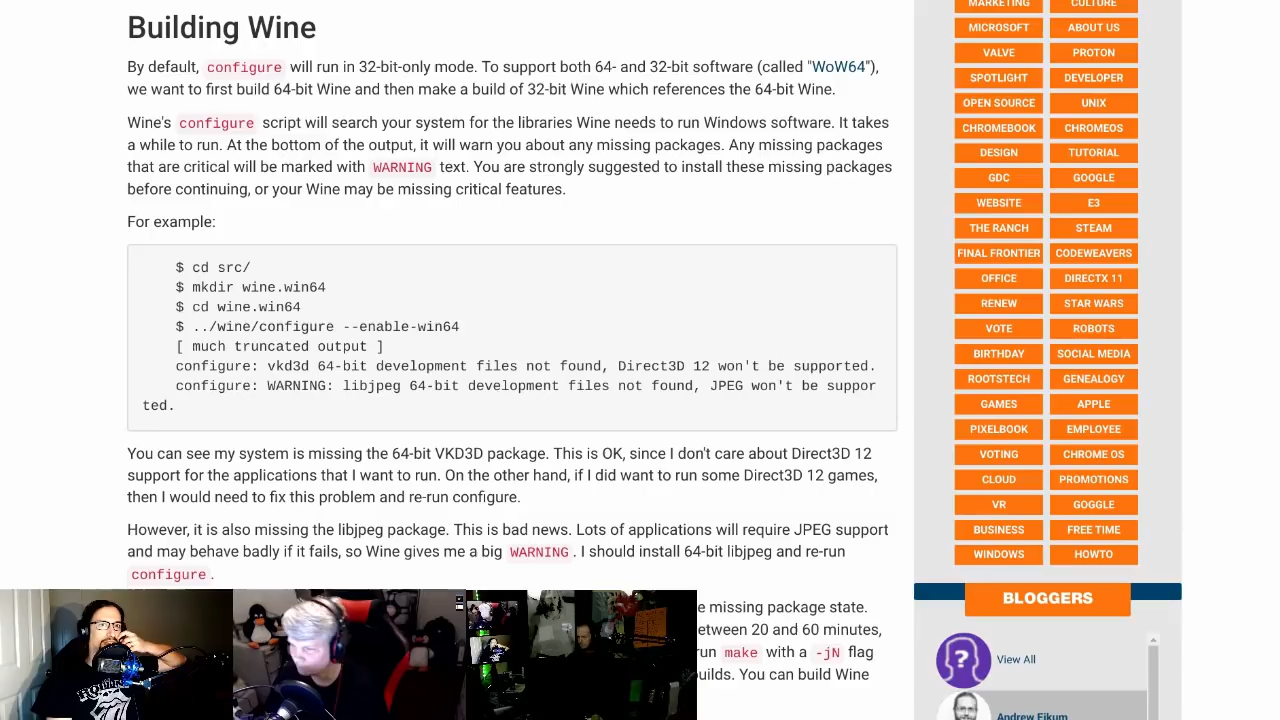 Building Wine
By default, configure will run in 32-bit-only mode. To support both 64- and 32-bit software (called "WoW64"),
we want to first build 64-bit Wine and then make a build of 32-bit Wine which references the 64-bit Wine.
Wine's configure script will search your system for the libraries Wine needs to run Windows software. It takes
a while to run. At the bottom of the output, it will warn you about any missing packages. Any missing packages
that are critical will be marked with WARNING text. You are strongly suggested to install these missing packages
before continuing, or your Wine may be missing critical features.
For example:
$ cd src/
$ mkdir wine.win64
$ cd wine.win64
$ ../wine/configure --enable-win64
[ much truncated output ]
configure: vkd3d 64-bit development files not found, Direct3D 12 won't be supported.
configure: WARNING: libjpeg 64-bit development files not found, JPEG won't be suppor
ted.
You can see my system is missing the 64-bit VKD3D package. This is OK, since I don't care about Direct3D 12
support for the applications that I want to run. On the other hand, if I did want to run some Direct3D 12 games,
then I would need to fix this problem and re-run configure.
However, it is also missing the libjpeg package. This is bad news. Lots of applications will require JPEG support
and may behave badly if it fails, so Wine gives me a big WARNING. I should install 64-bit libjpeg and re-run
configure.
e missing package state.
etween 20 and 60 minutes,
run make with a -jN flag
uilds. You can build Wine
MARKETING CULTURE
MICROSOFT ABOUT US
VALVE PROTON
SPOTLIGHT DEVELOPER
OPEN SOURCE UNIX
CHROMEBOOK CHROMEOS
DESIGN TUTORIAL
GDC GOOGLE
WEBSITE E3
THE RANCH STEAM
FINAL FRONTIER CODEWEAVERS
OFFICE DIRECTX 11
RENEW STAR WARS
VOTE ROBOTS
BIRTHDAY SOCIAL MEDIA
ROOTSTECH GENEALOGY
GAMES APPLE
PIXELBOOK EMPLOYEE
VOTING CHROME OS
CLOUD PROMOTIONS
VR GOGGLE
BUSINESS FREE TIME
WINDOWS HOWTO
BLOGGERS
?
View All
Andrew Eikum